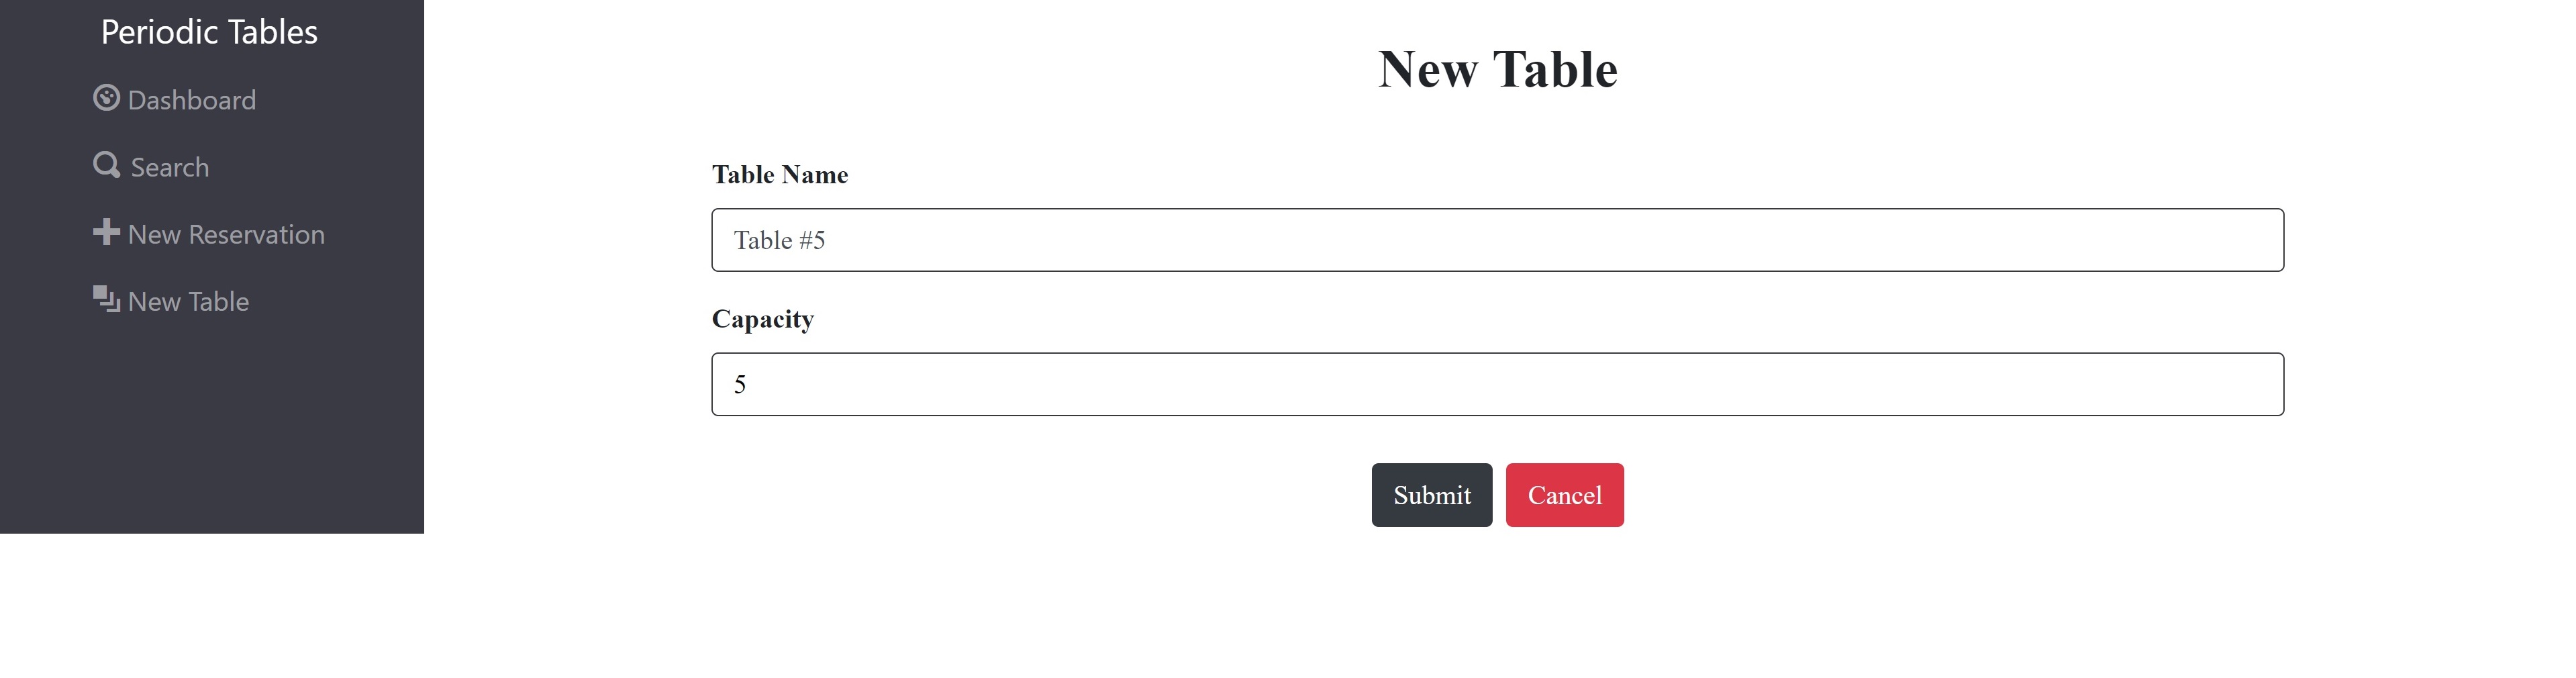 Periodic Tables
Dashboard
Search
New Reservation
New Table
New Table
Table Name
Table #5
Capacity
5
Submit
Cancel